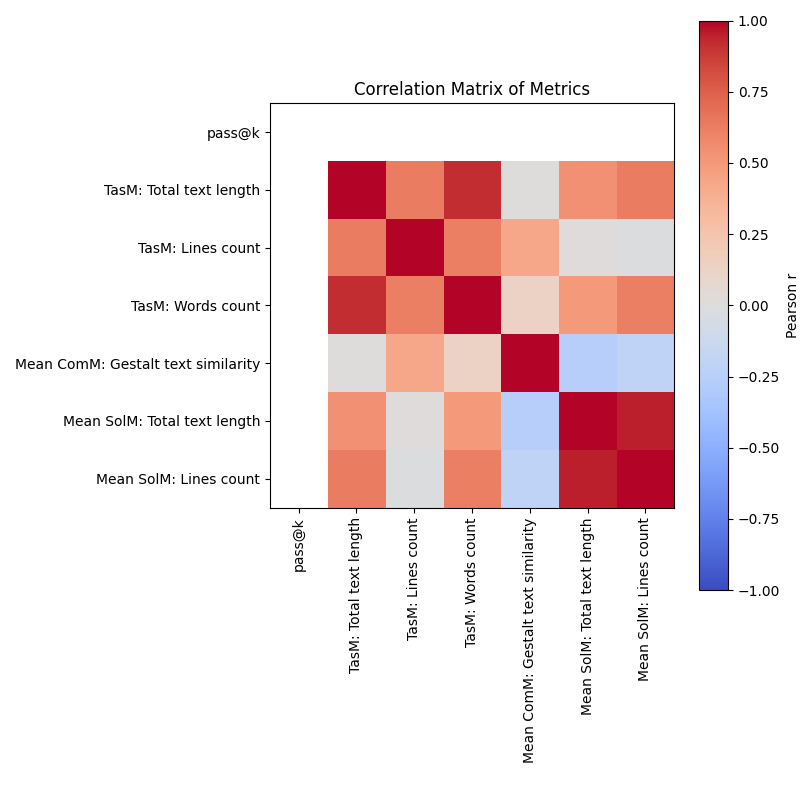 Correlation Matrix of Metrics
pass@k
TasM: Total text length
TasM: Lines count
TasM: Words count
Mean ComM: Gestalt text similarity
Mean SolM: Total text length
Mean SolM: Lines count
pass@k
TasM: Total text length
TasM: Lines count
TasM: Words count
Mean ComM: Gestalt text similarity
Mean SolM: Total text length
Mean SolM: Lines count
1.00
0.75
0.50
0.25
0.00
−0.25
−0.50
−0.75
−1.00
Pearson r